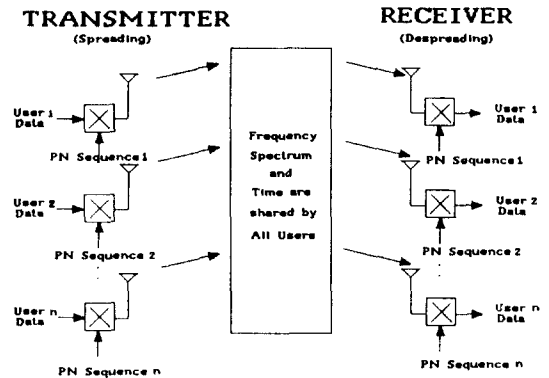 TRANSMITTER
(Spreading)
User 1
Data
PN Sequence 1
User 2
Data
PN Sequence 2
User n
Data
PN Sequence n
Frequency
Spectrum
and
Time are
shared by
All Users
RECEIVER
(Despreading)
User 1
Data
PN Sequence 1
User 2
Data
PN Sequence 2
User n
Data
PN Sequence n